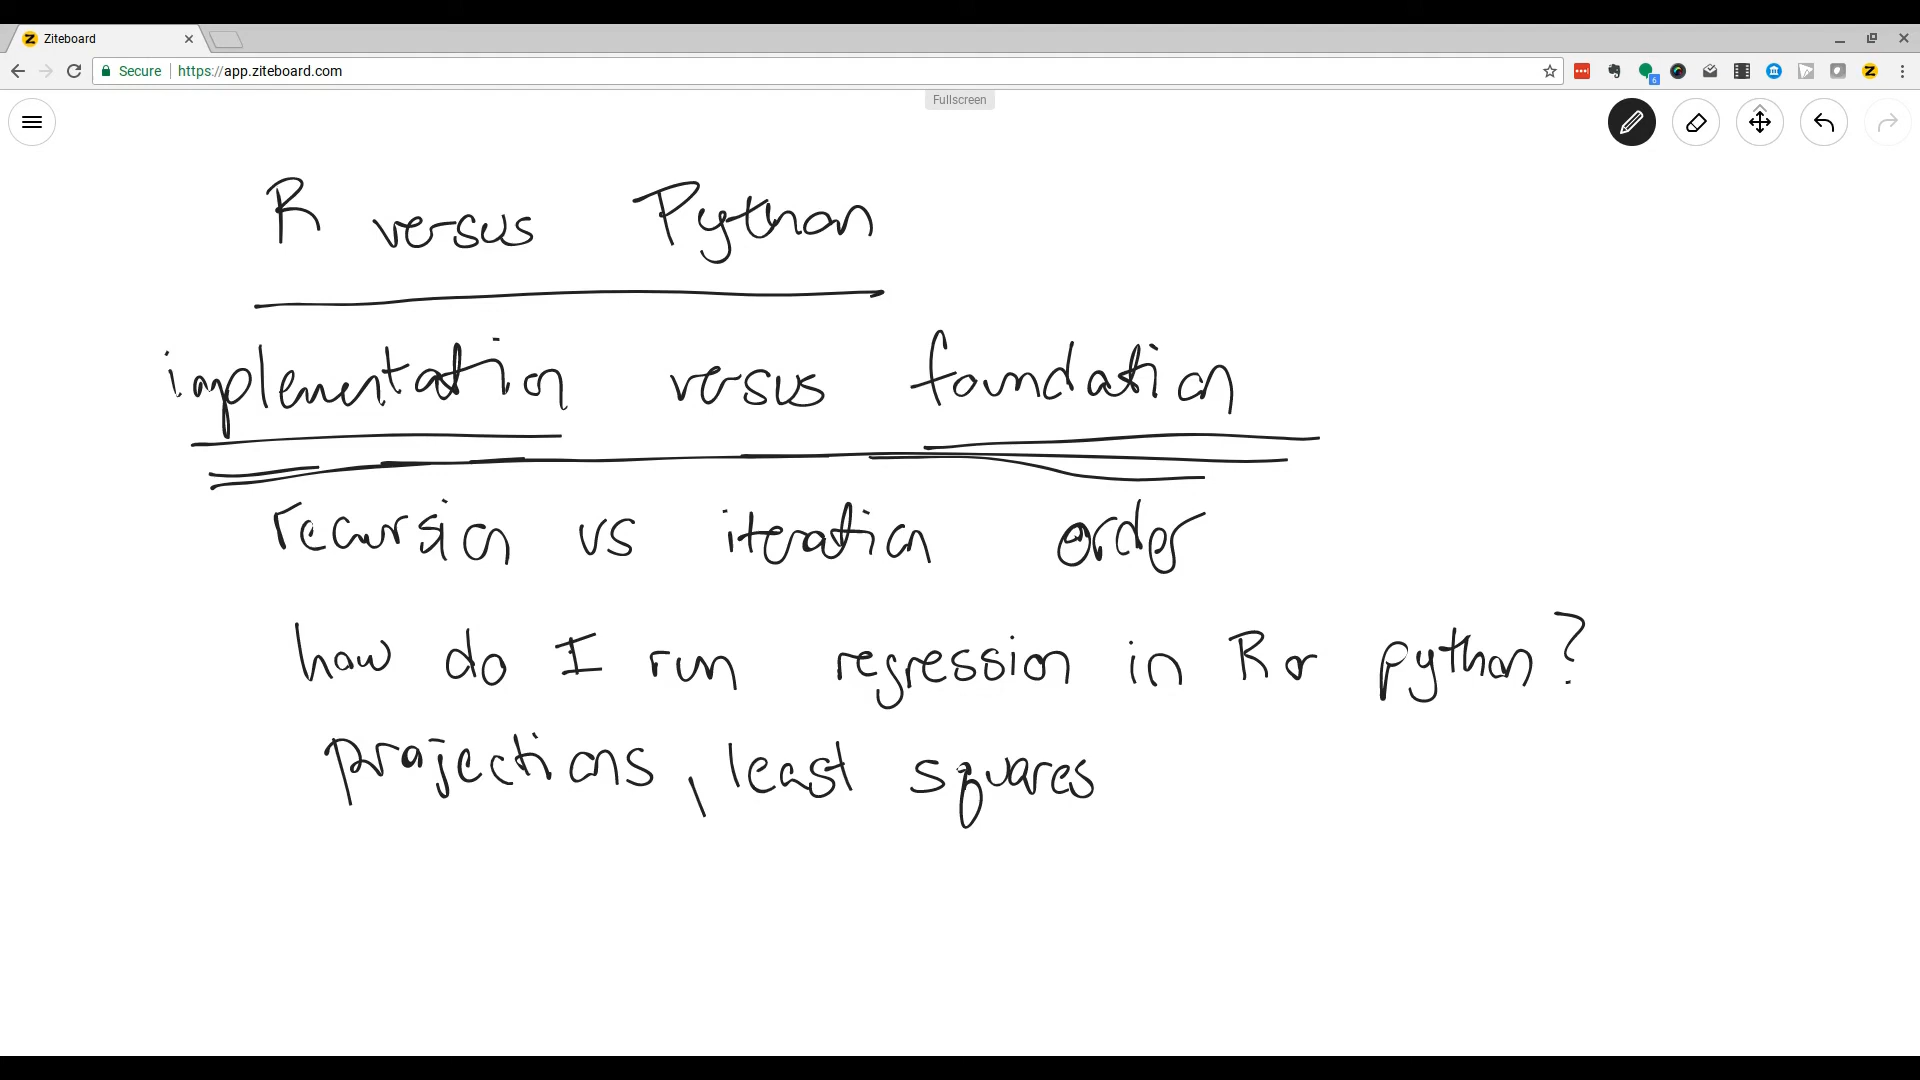 Ziteboard
Secure https://app.ziteboard.com
6
Fullscreen
R versus Python
implementation versus foundation
recursion vs iteration order
how do I run regression in R or python?
projections, least squares